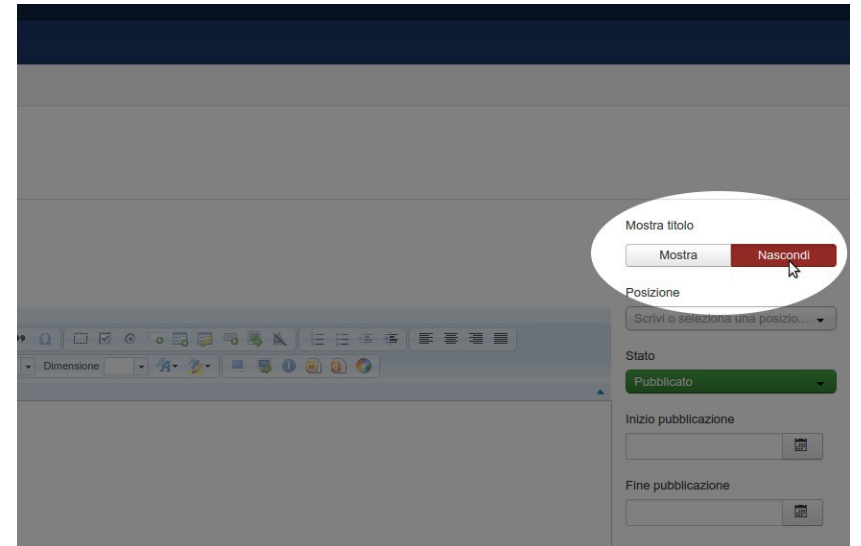 Mostra titolo
Mostra Nascondi
Posizione
Scrivi o seleziona una posizio...
Stato
Dimensione
Pubblicato
Inizio pubblicazione
Fine pubblicazione